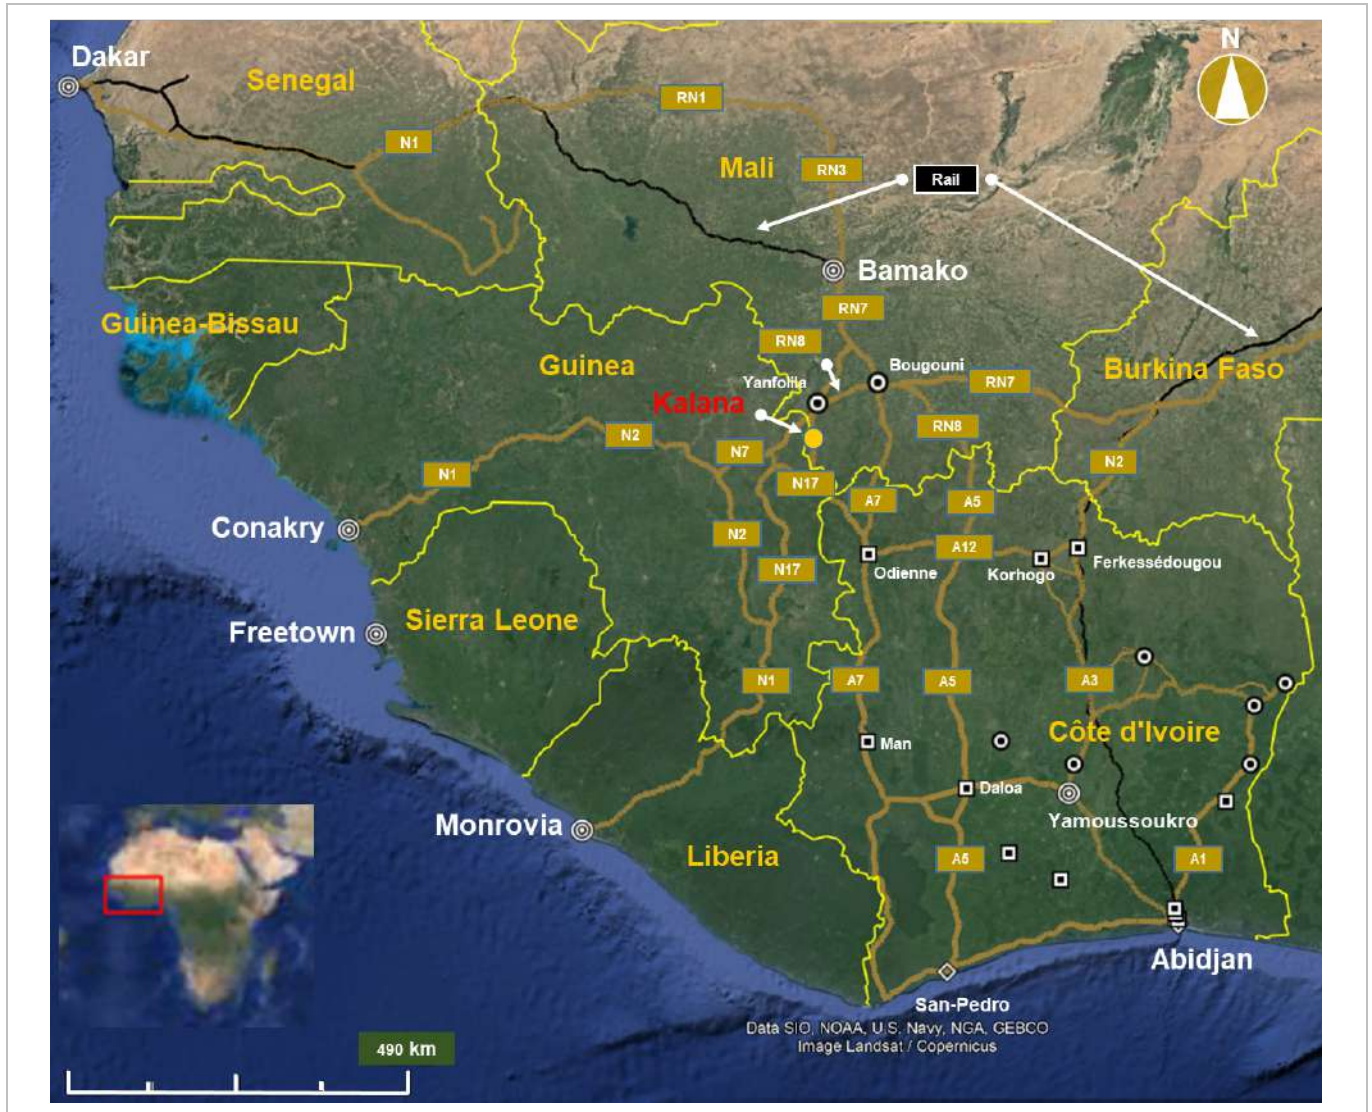 N
Dakar
Senegal
RN1
N1
Mali
RN3
Rail
Bamako
Guinea-Bissau
RN7
RN8
Guinea
Bougouni
Burkina Faso
Yanfolila
RN7
Kalana
RN8
N2
N7
N2
N1
N17
A7
A5
Conakry
N2
A12
Ferkessédougou
N17
Odienne
Korhogo
Freetown
Sierra Leone
N1
A7
A5
A3
Côte d'Ivoire
Man
Daloa
Yamoussoukro
Monrovia
Liberia
A5
A1
Abidjan
San-Pedro
Data SIO, NOAA, U.S. Navy, NGA, GEBCO
Image Landsat / Copernicus
490 km